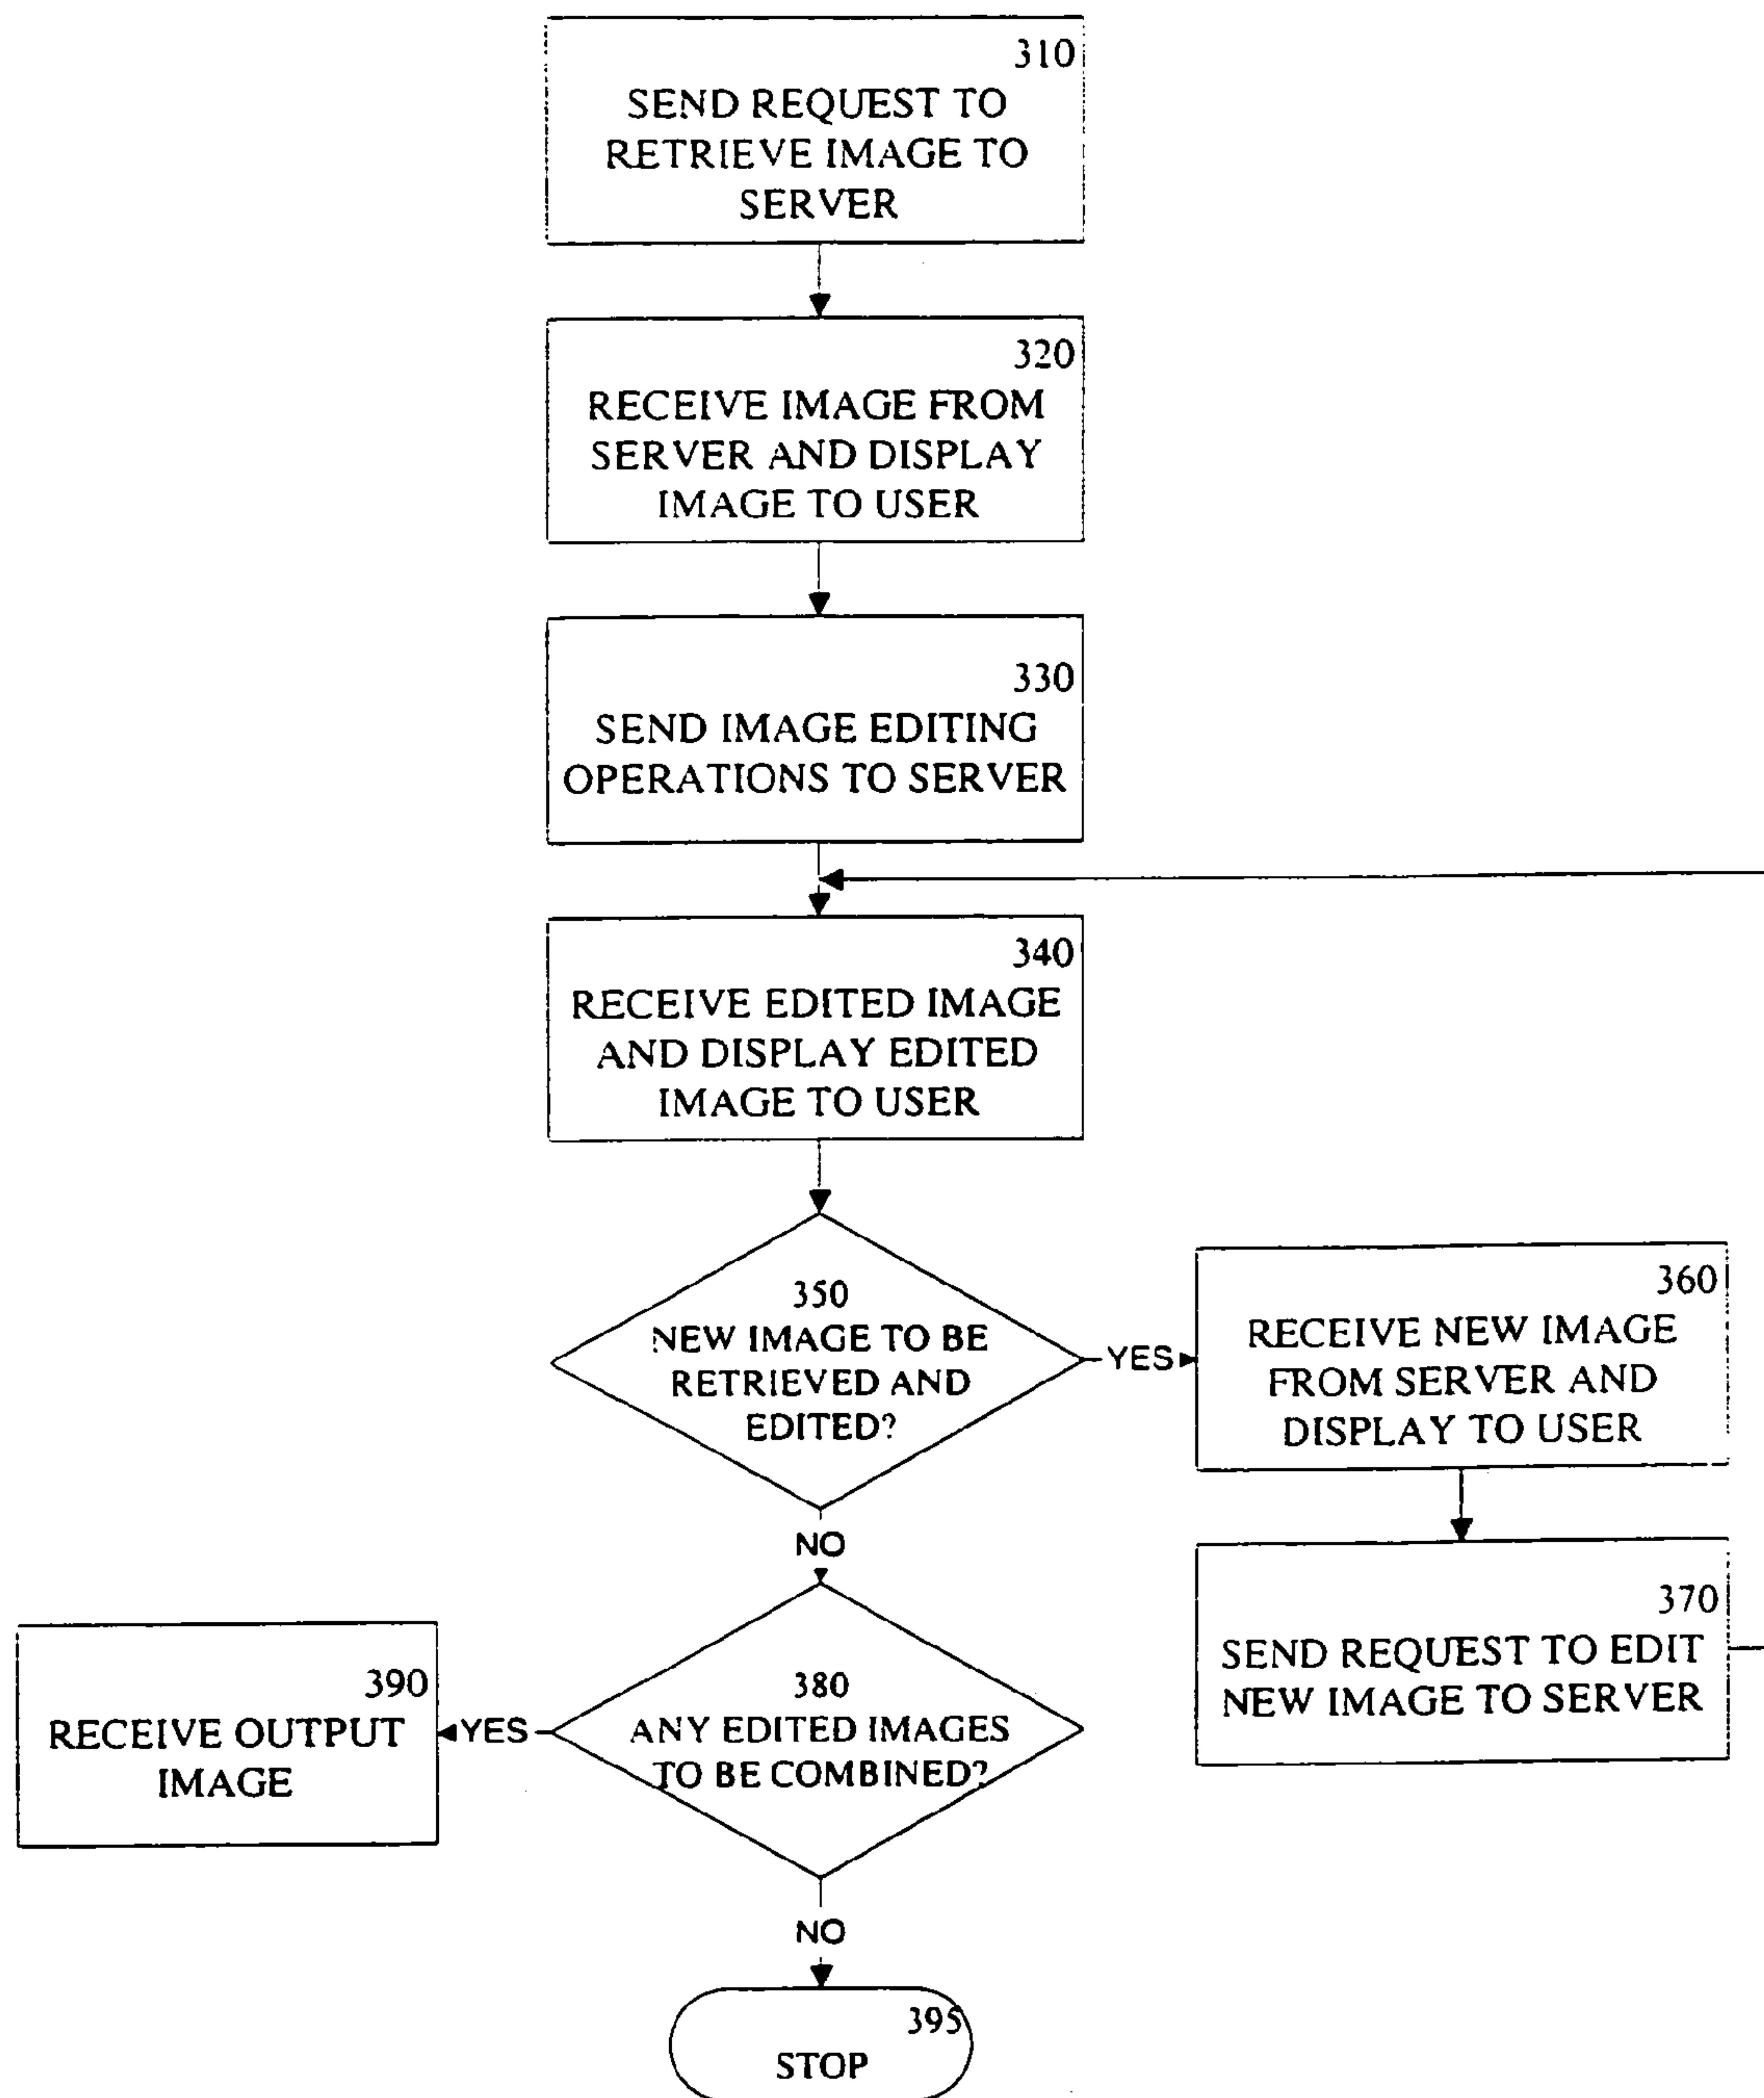 310
SEND REQUEST TO
RETRIEVE IMAGE TO
SERVER
320
RECEIVE IMAGE FROM
SERVER AND DISPLAY
IMAGE TO USER
330
SEND IMAGE EDITING
OPERATIONS TO SERVER
340
RECEIVE EDITED IMAGE
AND DISPLAY EDITED
IMAGE TO USER
350
NEW IMAGE TO BE
RETRIEVED AND
EDITED?
YES
360
RECEIVE NEW IMAGE
FROM SERVER AND
DISPLAY TO USER
370
SEND REQUEST TO EDIT
NEW IMAGE TO SERVER
NO
380
ANY EDITED IMAGES
TO BE COMBINED?
YES
390
RECEIVE OUTPUT
IMAGE
NO
395
STOP